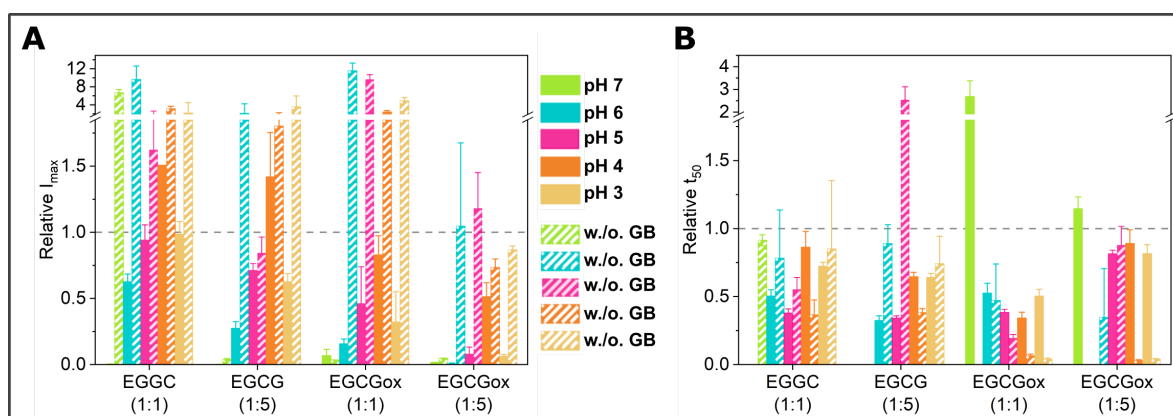 A
B
Relative I_max
12
8
4
1.5
1.0
0.5
0.0
EGGC
(1:1)
EGCG
(1:5)
EGCGox
(1:1)
EGCGox
(1:5)
pH 7
pH 6
pH 5
pH 4
pH 3
w./o. GB
w./o. GB
w./o. GB
w./o. GB
w./o. GB
Relative t_50
4
3
2
1.5
1.0
0.5
0.0
EGGC
(1:1)
EGCG
(1:5)
EGCGox
(1:1)
EGCGox
(1:5)